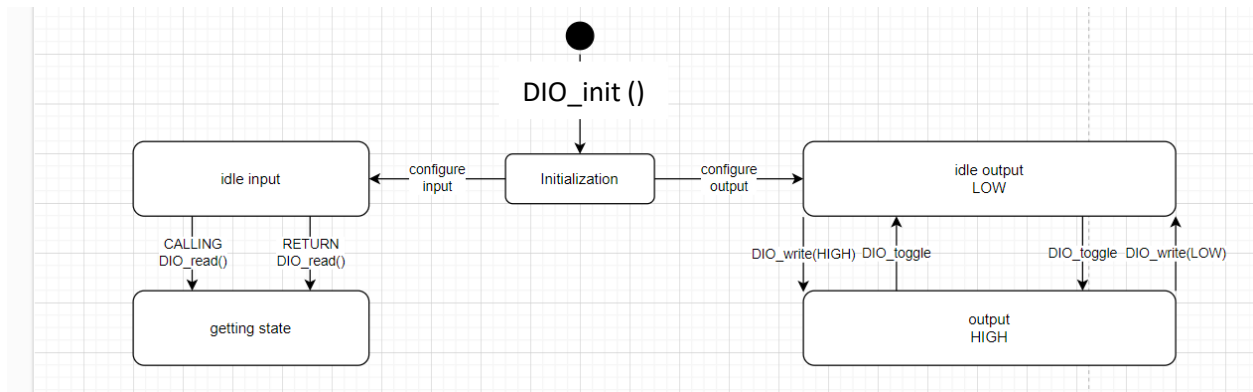 DIO_init ()
idle input
configure
input
Initialization
configure
output
idle output
LOW
CALLING
DIO_read()
RETURN
DIO_read()
DIO_write(HIGH)
DIO_toggle
DIO_toggle
DIO_write(LOW)
getting state
output
HIGH